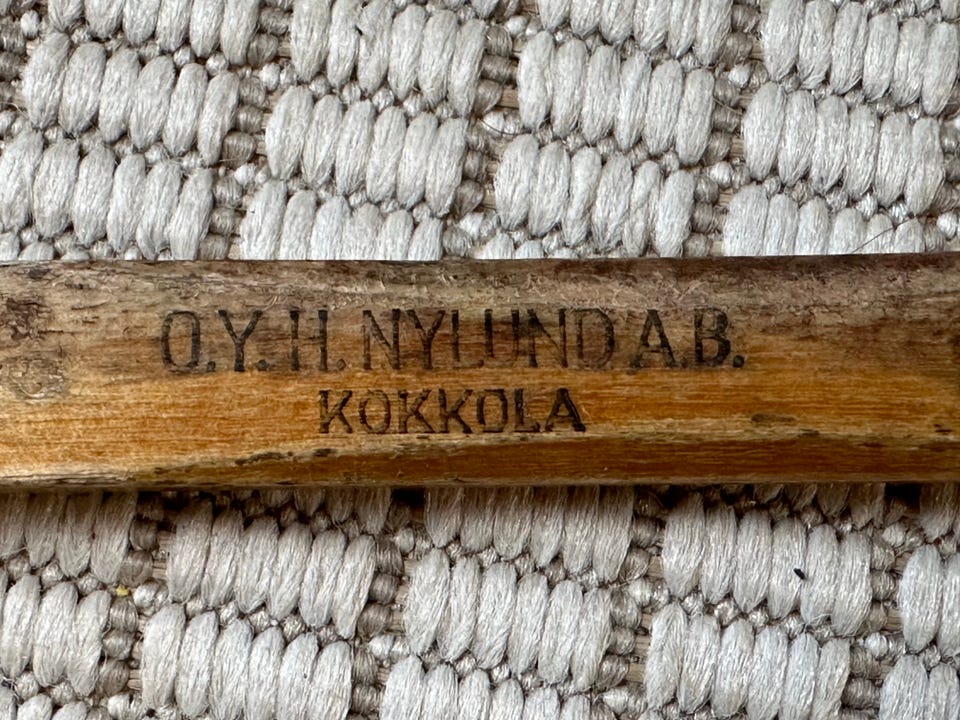 O.Y. H. NYLUND A.B.
KOKKOLA